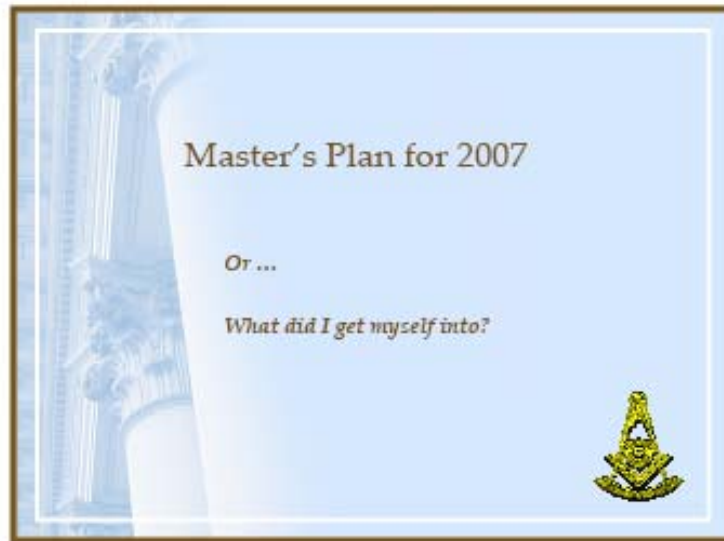 Master's Plan for 2007
Or ...
What did I get myself into?